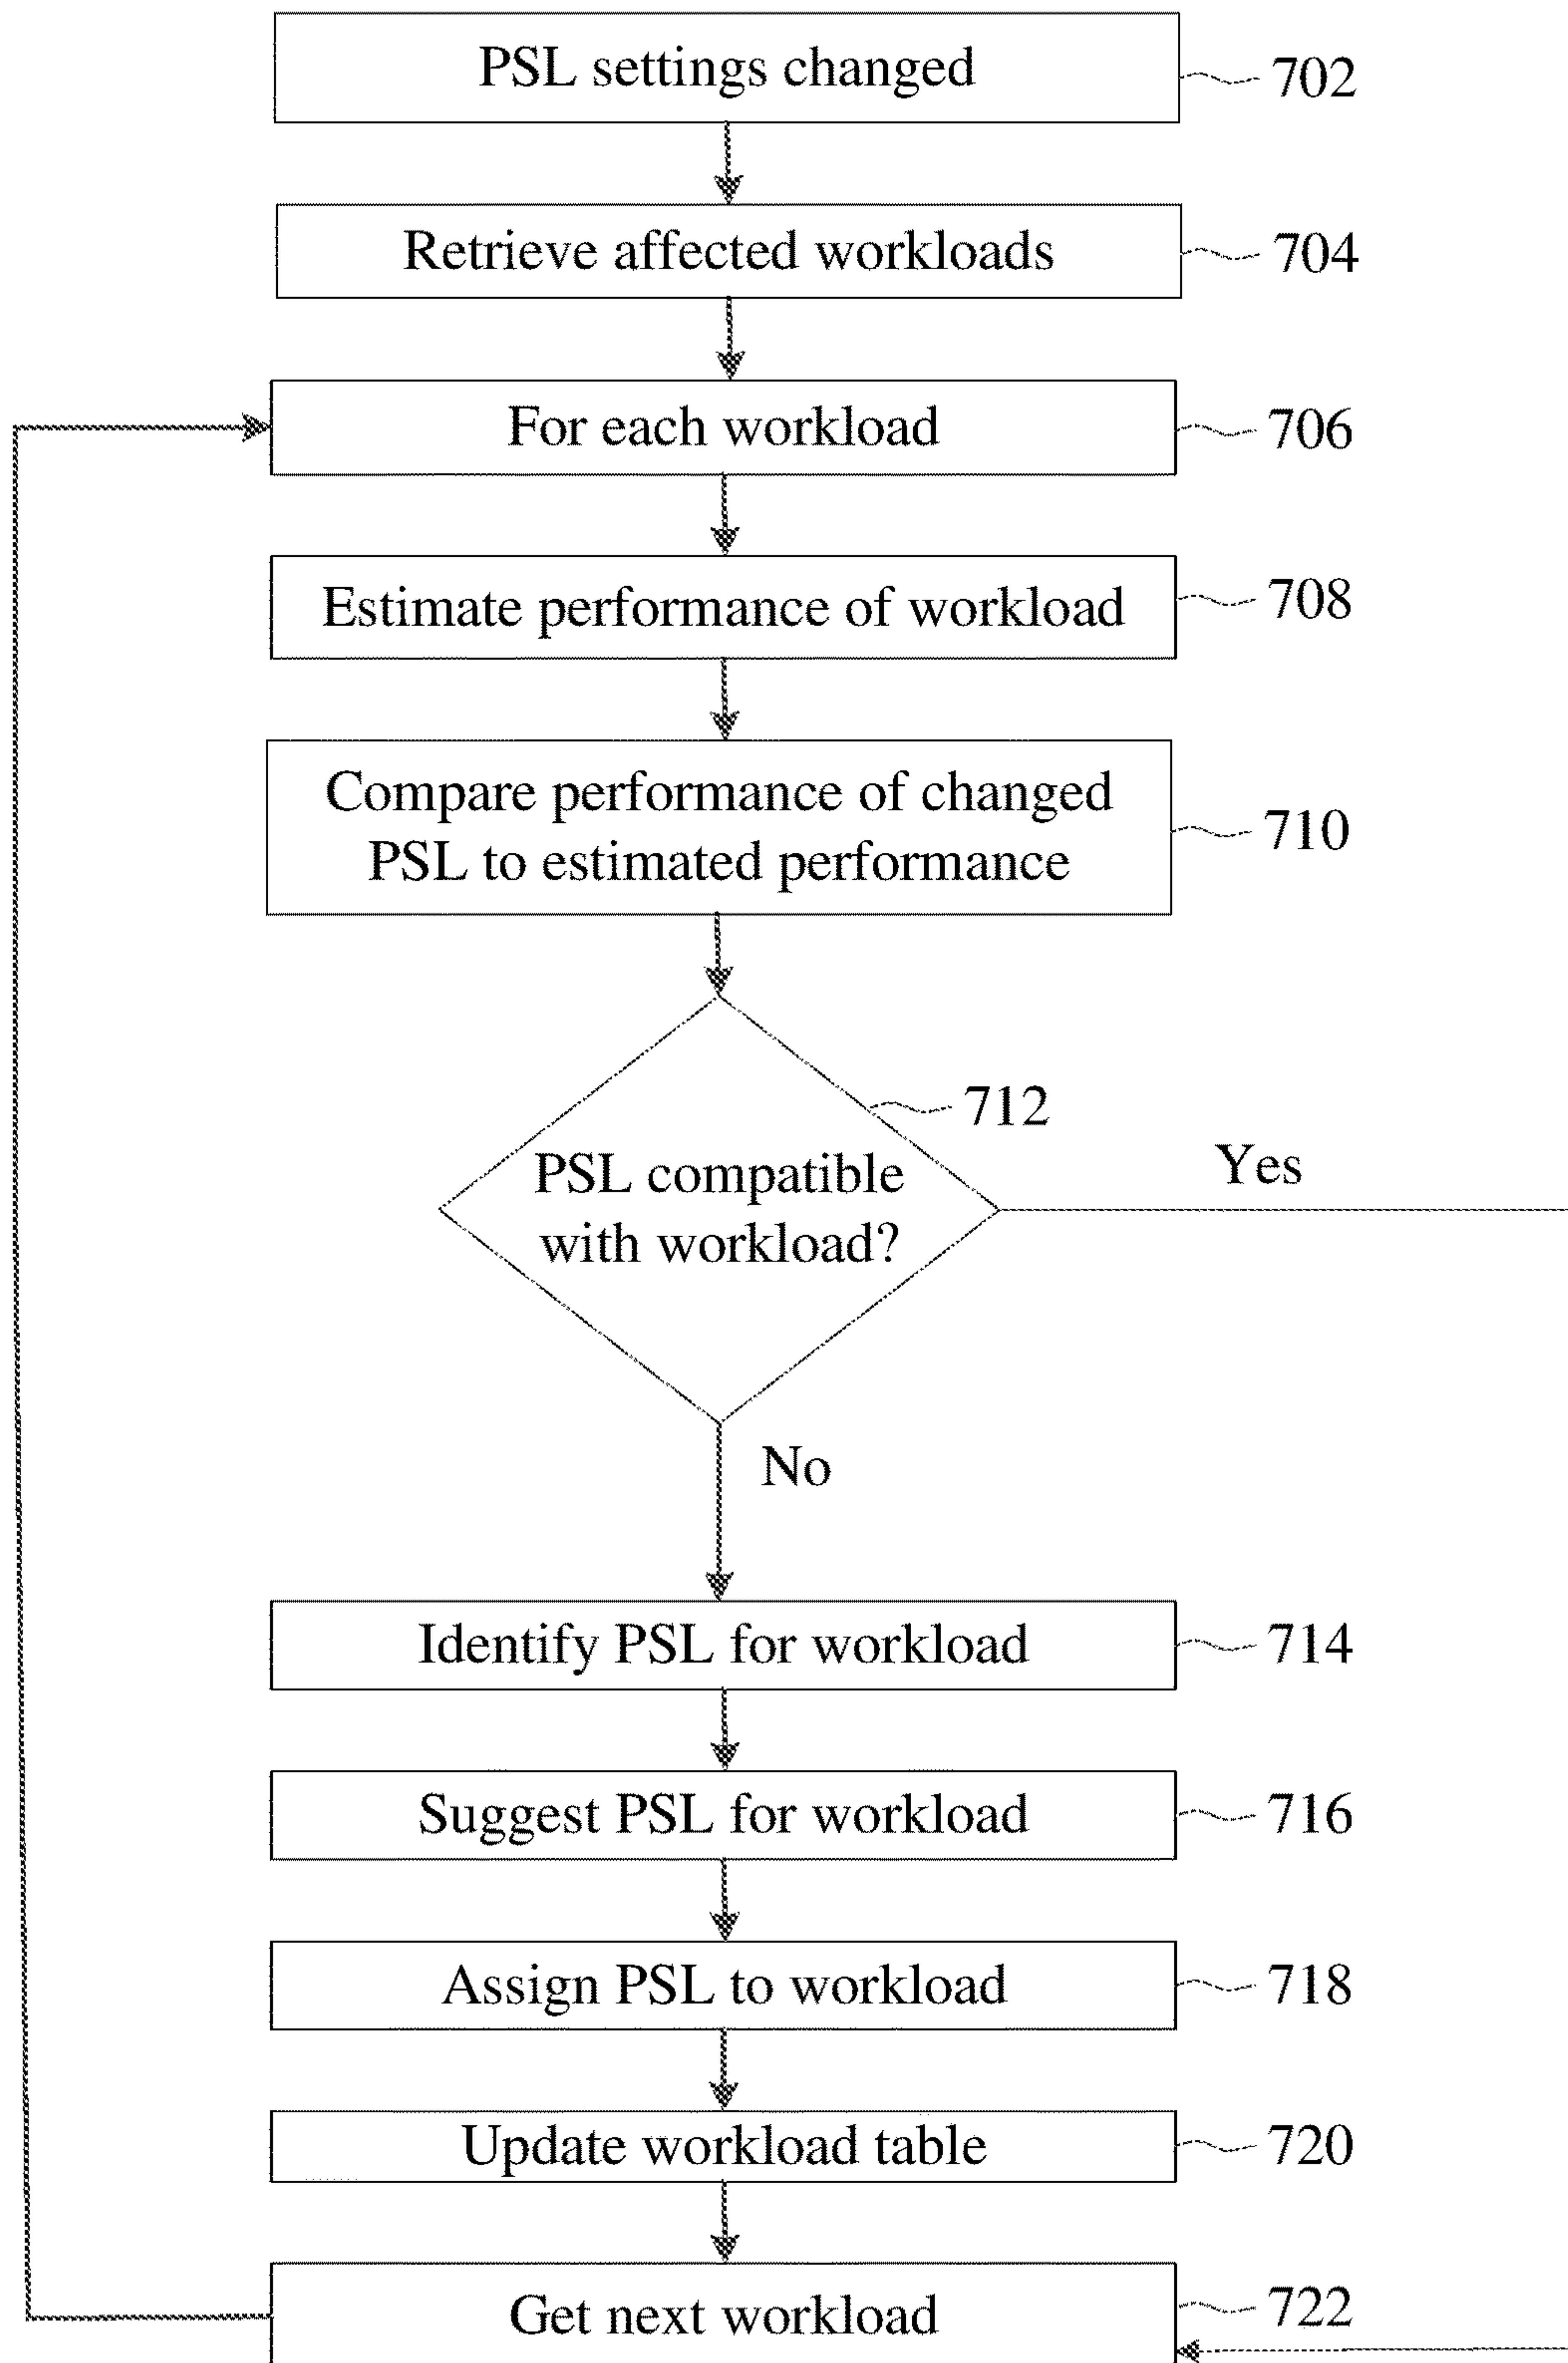 PSL settings changed
702
Retrieve affected workloads
704
For each workload
706
Estimate performance of workload
708
Compare performance of changed
PSL to estimated performance
710
712
PSL compatible
with workload?
Yes
No
Identify PSL for workload
714
Suggest PSL for workload
716
Assign PSL to workload
718
Update workload table
720
Get next workload
722